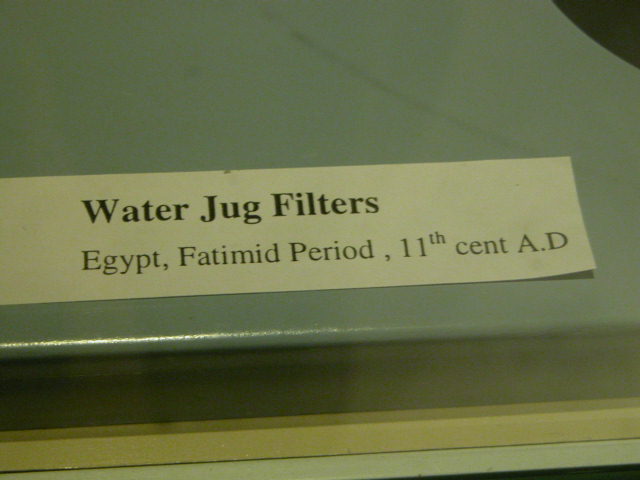 Water Jug Filters
Egypt, Fatimid Period , 11th cent A.D